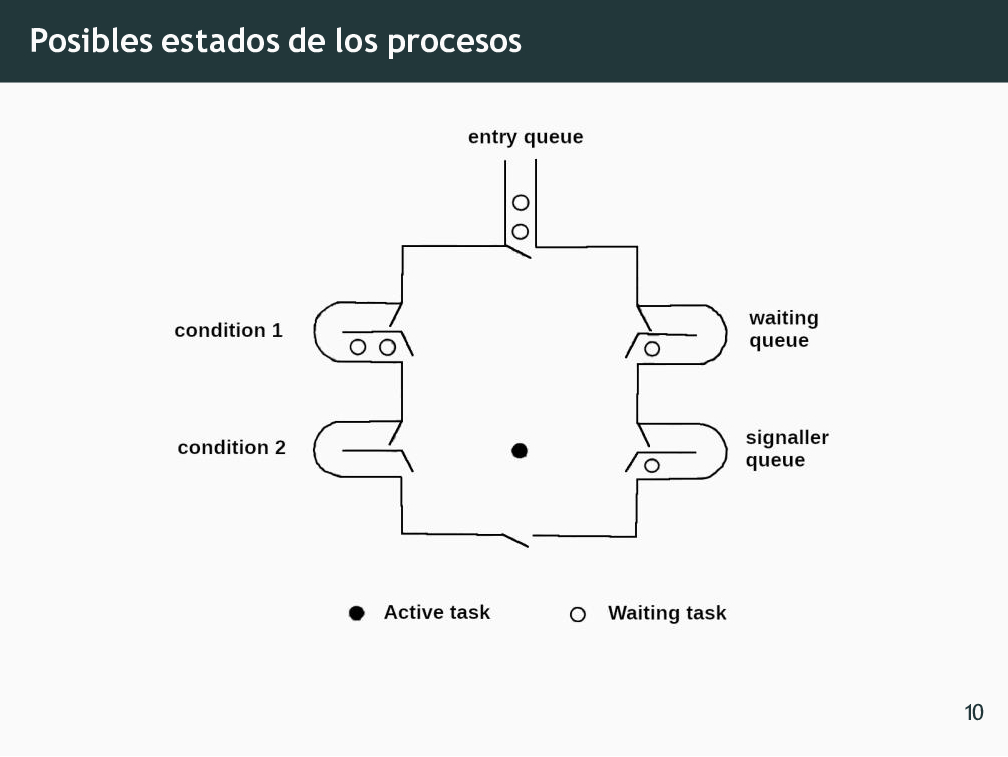 Posibles estados de los procesos
entry queue
condition 1
waiting
queue
condition 2
signaller
queue
Active task
Waiting task
10